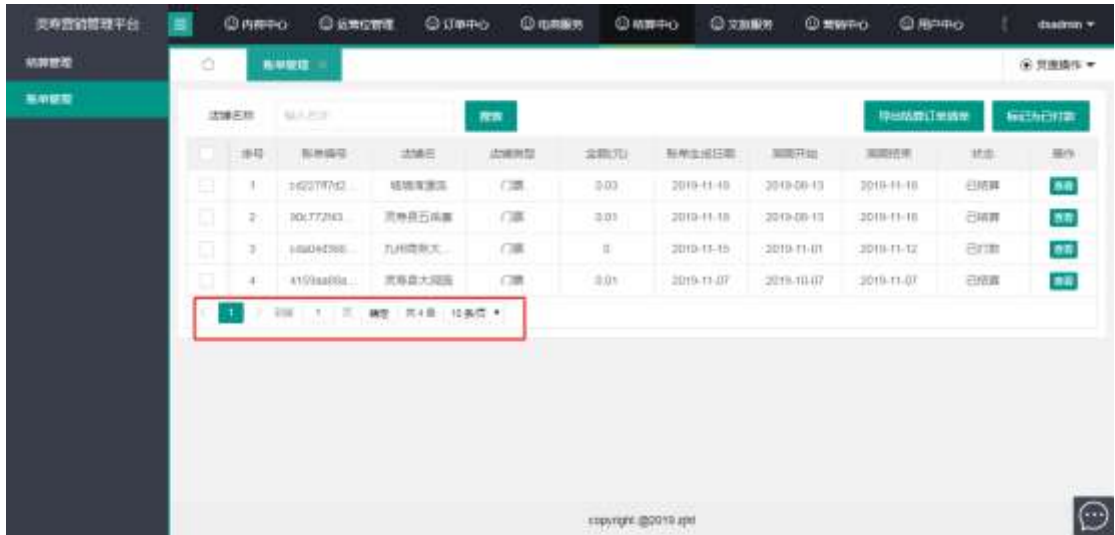 灵寿营销管理平台 内容中心 运营位管理 订单中心 电商服务 结算中心 文旅服务 营销中心 用户中心 dsadmin
结算管理 账单管理 页面操作
账单管理
店铺名称 搜索 导出结算订单清单 标记为已打款
序号 账单编号 店铺名 店铺类型 金额(元) 账单生成日期 周期开始 周期结束 状态 操作
1 门票 0.03 2019-11-18 2019-08-13 2019-11-18 已结算 查看
2 灵寿县五岳寨 门票 0.01 2019-11-18 2019-08-13 2019-11-18 已结算 查看
3 门票 0 2019-11-15 2019-11-01 2019-11-12 已打款 查看
4 门票 0.01 2019-11-07 2019-10-07 2019-11-07 已结算 查看
1 到第 1 页 确定 共 4 条 10 条/页
copyright @2019